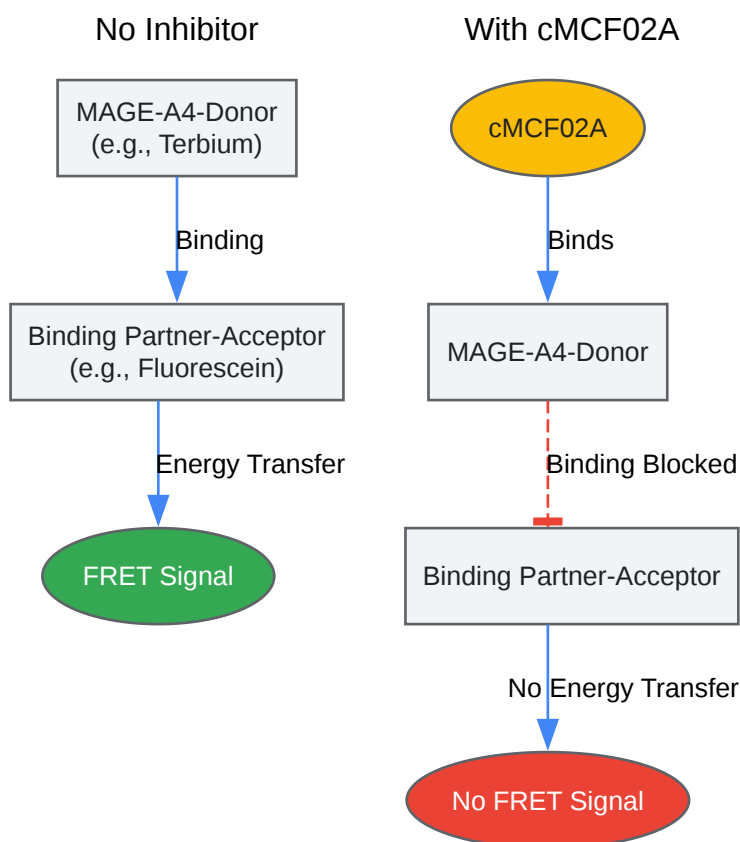 No Inhibitor
MAGE-A4-Donor
(e.g., Terbium)
Binding
Binding Partner-Acceptor
(e.g., Fluorescein)
Energy Transfer
FRET Signal
With cMCF02A
cMCF02A
Binds
MAGE-A4-Donor
Binding Blocked
Binding Partner-Acceptor
No Energy Transfer
No FRET Signal